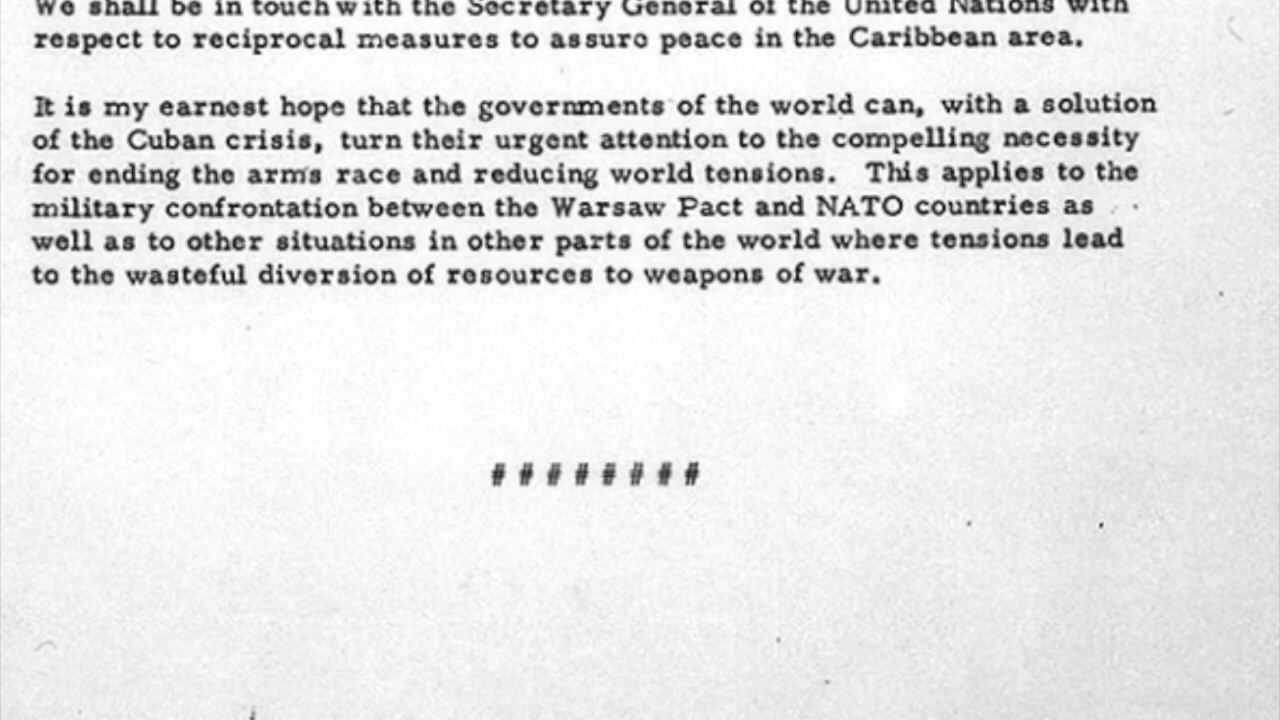 We shall be in touch with the Secretary General of the United Nations with
respect to reciprocal measures to assure peace in the Caribbean area.
It is my earnest hope that the governments of the world can, with a solution
of the Cuban crisis, turn their urgent attention to the compelling necessity
for ending the arms race and reducing world tensions. This applies to the
military confrontation between the Warsaw Pact and NATO countries as
well as to other situations in other parts of the world where tensions lead
to the wasteful diversion of resources to weapons of war.
# # # # # # # #